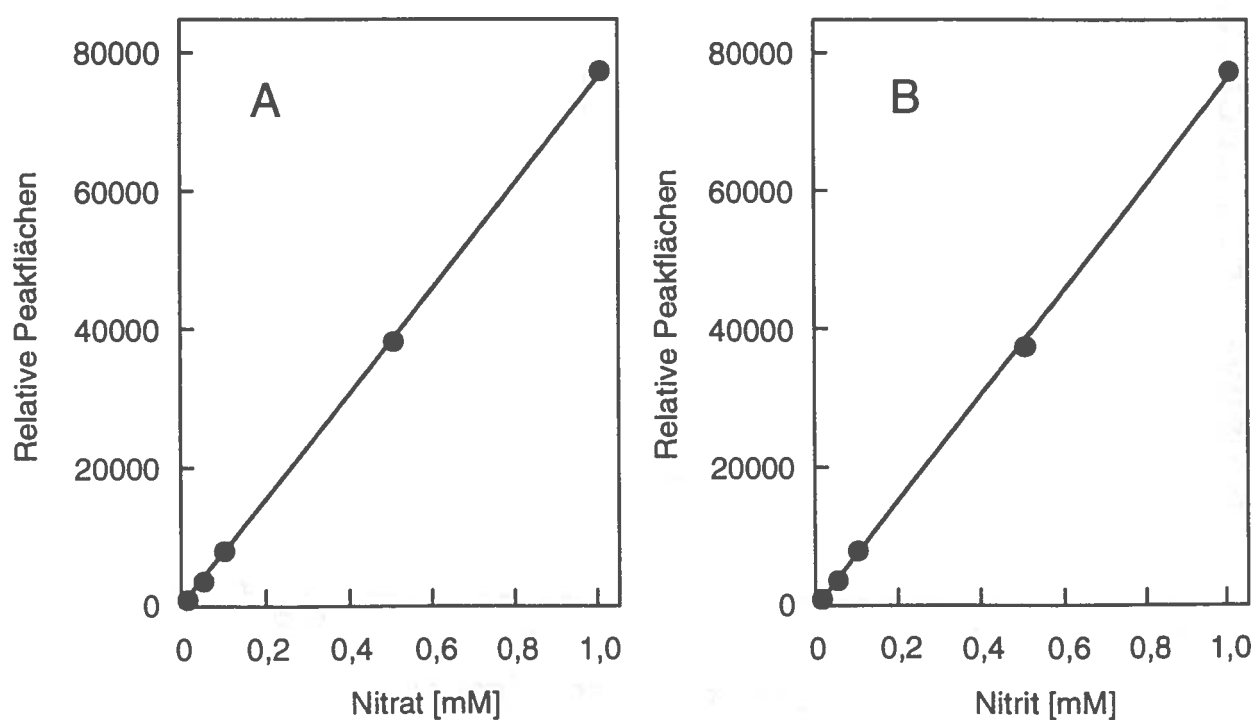 A
Relative Peakflächen
80000
60000
40000
20000
0
0 0,2 0,4 0,6 0,8 1,0
Nitrat [mM]
B
Relative Peakflächen
80000
60000
40000
20000
0
0 0,2 0,4 0,6 0,8 1,0
Nitrit [mM]